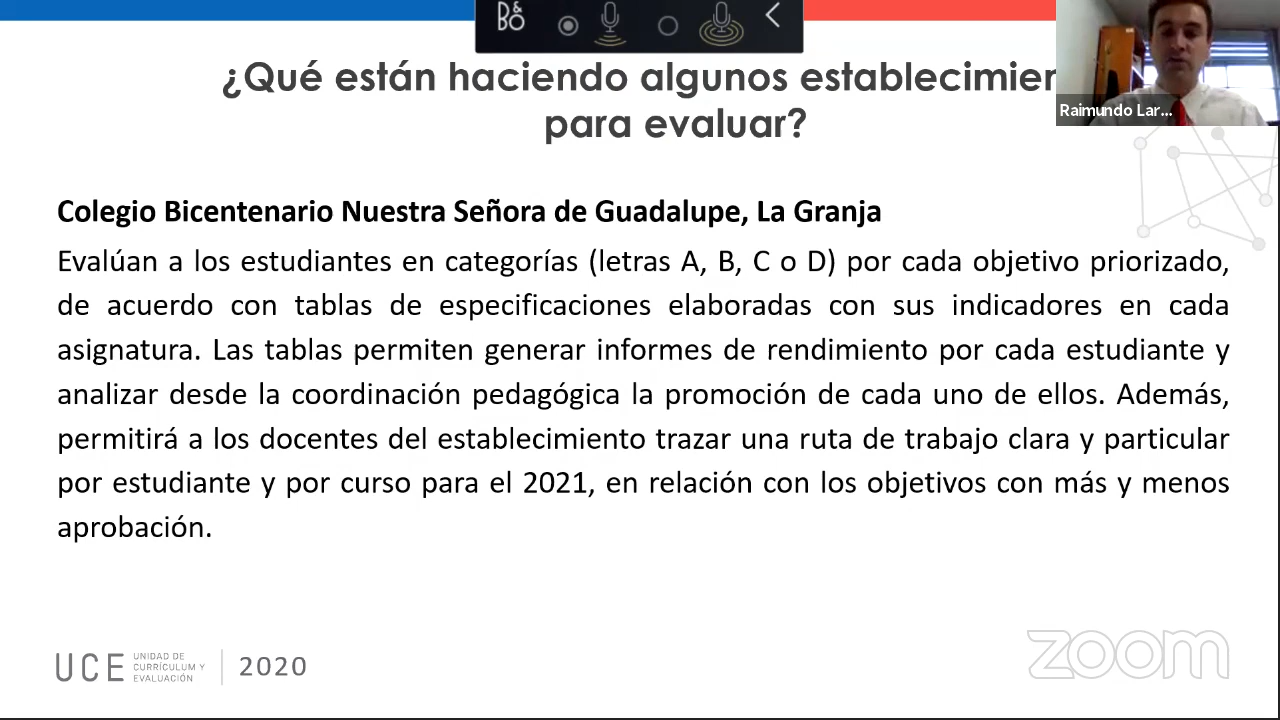 B&O
¿Qué están haciendo algunos establecimien
para evaluar?
Raimundo Lar...
Colegio Bicentenario Nuestra Señora de Guadalupe, La Granja
Evalúan a los estudiantes en categorías (letras A, B, C o D) por cada objetivo priorizado,
de acuerdo con tablas de especificaciones elaboradas con sus indicadores en cada
asignatura. Las tablas permiten generar informes de rendimiento por cada estudiante y
analizar desde la coordinación pedagógica la promoción de cada uno de ellos. Además,
permitirá a los docentes del establecimiento trazar una ruta de trabajo clara y particular
por estudiante y por curso para el 2021, en relación con los objetivos con más y menos
aprobación.
UCE UNIDAD DE
CURRÍCULUM Y
EVALUACIÓN
2020
zoom